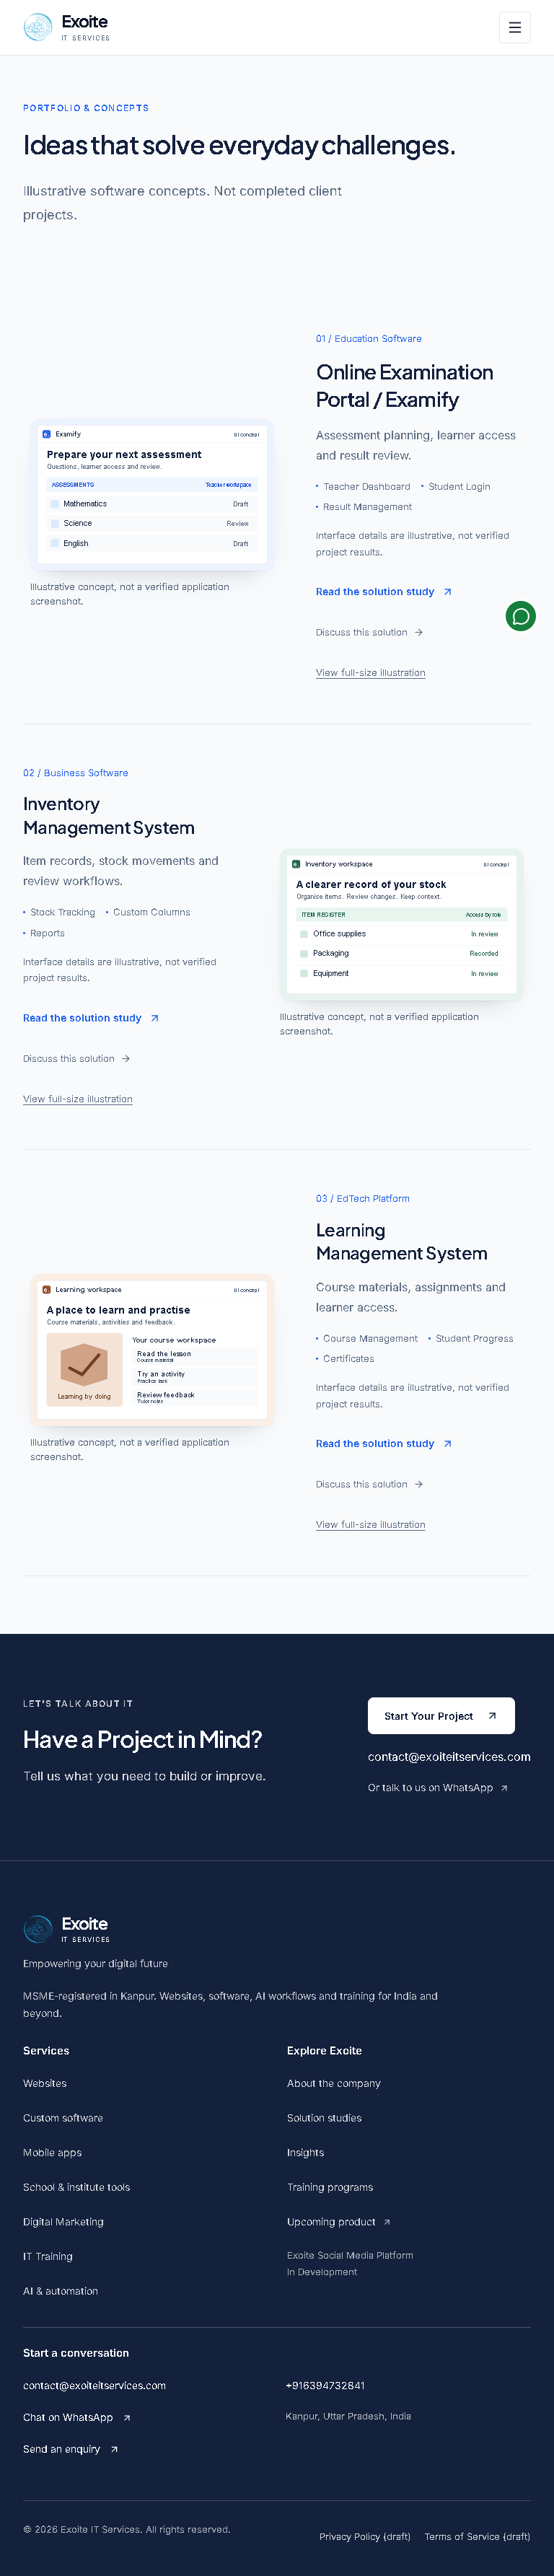 Exoite
IT SERVICES
PORTFOLIO & CONCEPTS
Ideas that solve everyday challenges.
Illustrative software concepts. Not completed client
projects.
01 / Education Software
Online Examination
Portal / Examify
Assessment planning, learner access
and result review.
Teacher Dashboard
Student Login
Result Management
Interface details are illustrative, not verified
project results.
Read the solution study
Discuss this solution
View full-size illustration
Examify
UI concept
Prepare your next assessment
Questions, learner access and review.
ASSESSMENTS
Teacher workspace
Mathematics
Draft
Science
Review
English
Draft
Illustrative concept, not a verified application
screenshot.
02 / Business Software
Inventory
Management System
Item records, stock movements and
review workflows.
Stock Tracking
Custom Columns
Reports
Interface details are illustrative, not verified
project results.
Read the solution study
Discuss this solution
View full-size illustration
Inventory workspace
UI concept
A clearer record of your stock
Organise items. Review changes. Keep context.
ITEM REGISTER
Access by role
Office supplies
In review
Packaging
Recorded
Equipment
In review
Illustrative concept, not a verified application
screenshot.
03 / EdTech Platform
Learning
Management System
Course materials, assignments and
learner access.
Course Management
Student Progress
Certificates
Interface details are illustrative, not verified
project results.
Read the solution study
Discuss this solution
View full-size illustration
Learning workspace
UI concept
A place to learn and practise
Course materials, activities and feedback.
Learning by doing
Your course workspace
Read the lesson
Course material
Try an activity
Practice task
Review feedback
Tutor notes
Illustrative concept, not a verified application
screenshot.
LET'S TALK ABOUT IT
Have a Project in Mind?
Tell us what you need to build or improve.
Start Your Project
contact@exoiteitservices.com
Or talk to us on WhatsApp
Exoite
IT SERVICES
Empowering your digital future
MSME-registered in Kanpur. Websites, software, AI workflows and training for India and
beyond.
Services
Websites
Custom software
Mobile apps
School & institute tools
Digital Marketing
IT Training
AI & automation
Explore Exoite
About the company
Solution studies
Insights
Training programs
Upcoming product
Exoite Social Media Platform
In Development
Start a conversation
contact@exoiteitservices.com
+916394732841
Chat on WhatsApp
Kanpur, Uttar Pradesh, India
Send an enquiry
© 2026 Exoite IT Services. All rights reserved.
Privacy Policy (draft)
Terms of Service (draft)